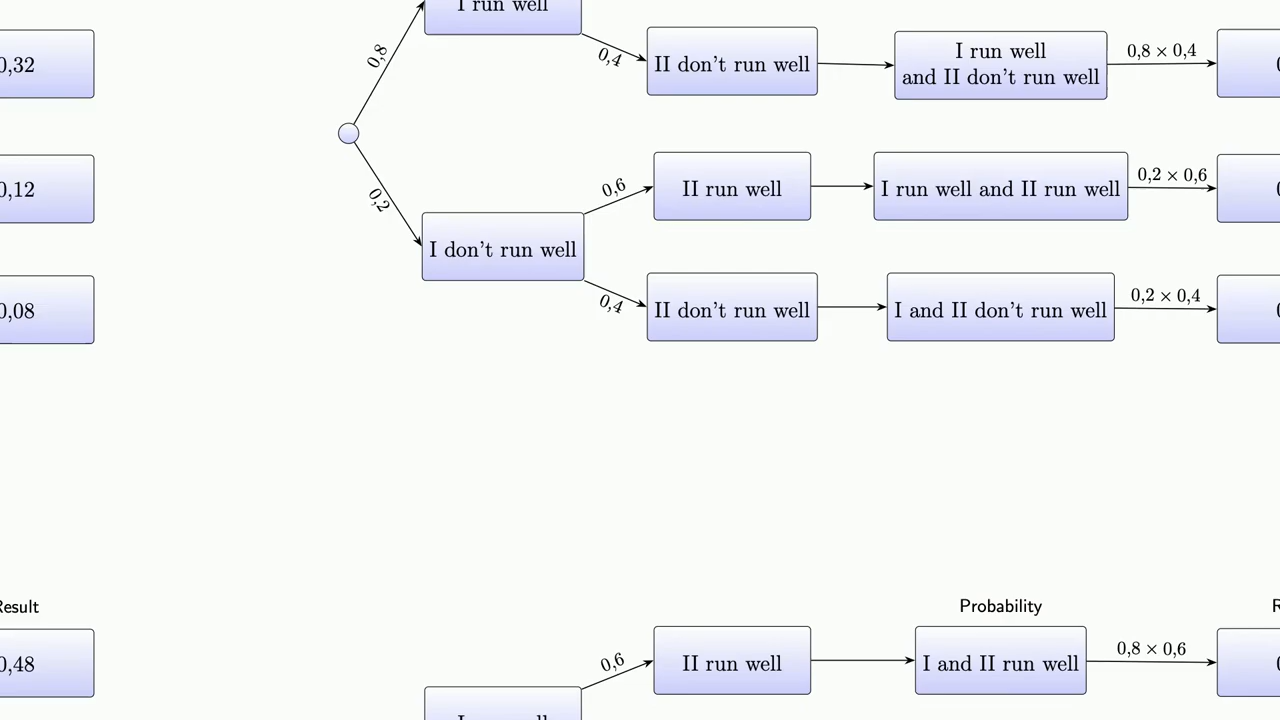 I run well
0,32
0,8
0,4
II don't run well
I run well
and II don't run well
0,8 × 0,4
0,12
0,2
0,6
II run well
I run well and II run well
0,2 × 0,6
I don't run well
0,08
0,4
II don't run well
I and II don't run well
0,2 × 0,4
Result
Probability
0,48
0,6
II run well
I and II run well
0,8 × 0,6